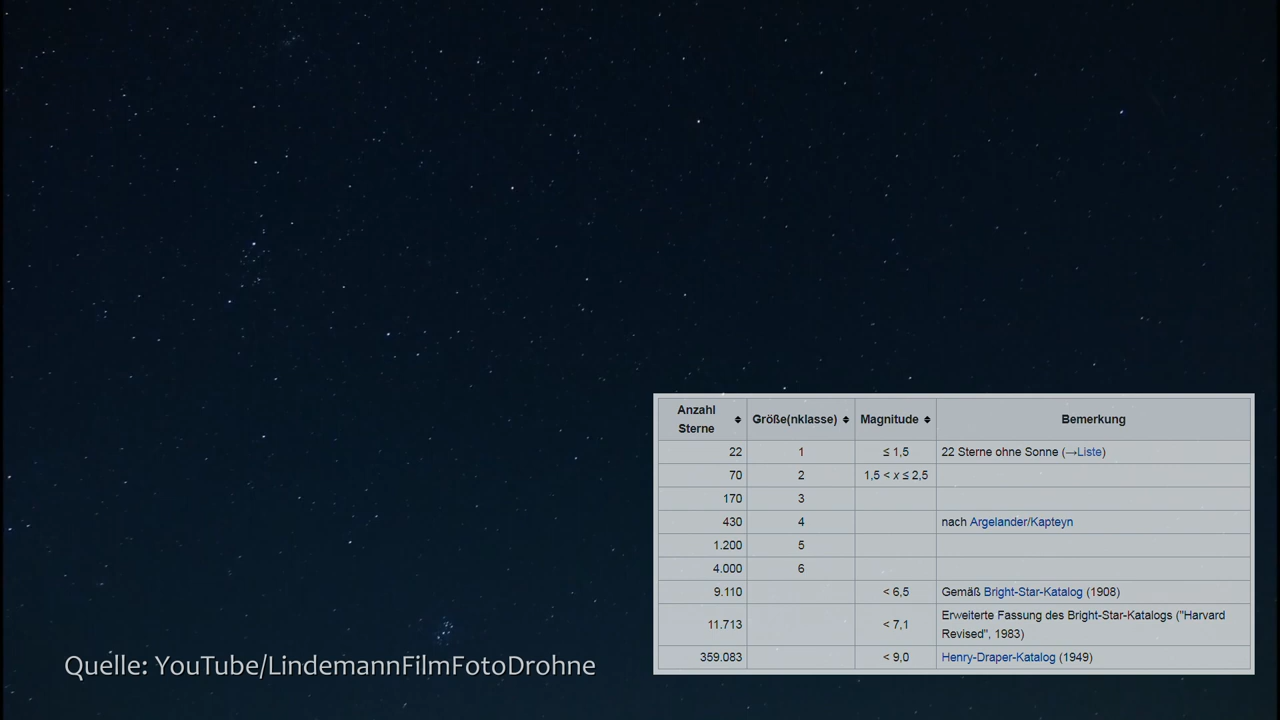 Anzahl Sterne Größe(nklasse) Magnitude Bemerkung
22 1 ≤ 1,5 22 Sterne ohne Sonne (→Liste)
70 2 1,5 < x ≤ 2,5
170 3
430 4 nach Argelander/Kapteyn
1.200 5
4.000 6
9.110 < 6,5 Gemäß Bright-Star-Katalog (1908)
11.713 < 7,1 Erweiterte Fassung des Bright-Star-Katalogs ("Harvard
Revised", 1983)
359.083 < 9,0 Henry-Draper-Katalog (1949)
Quelle: YouTube/LindemannFilmFotoDrohne